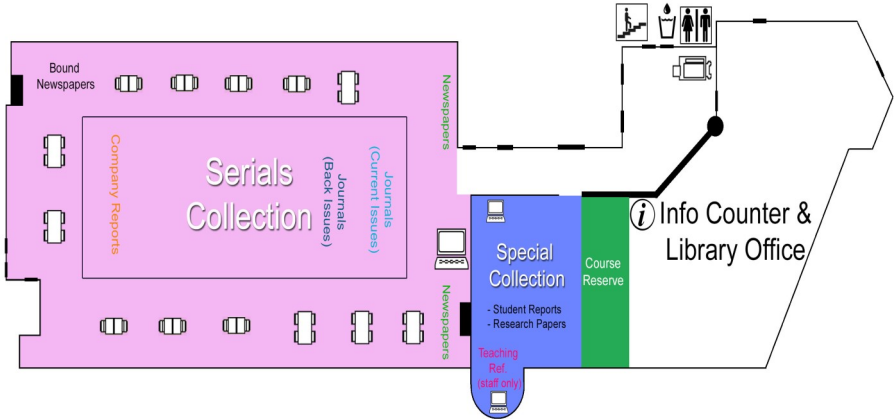 Bound
Newspapers
Newspapers
Company Reports
Serials
Collection
Journals
(Back Issues)
Journals
(Current Issues)
Newspapers
Special
Collection
- Student Reports
- Research Papers
Teaching
Ref.
(staff only)
Course
Reserve
i Info Counter &
Library Office